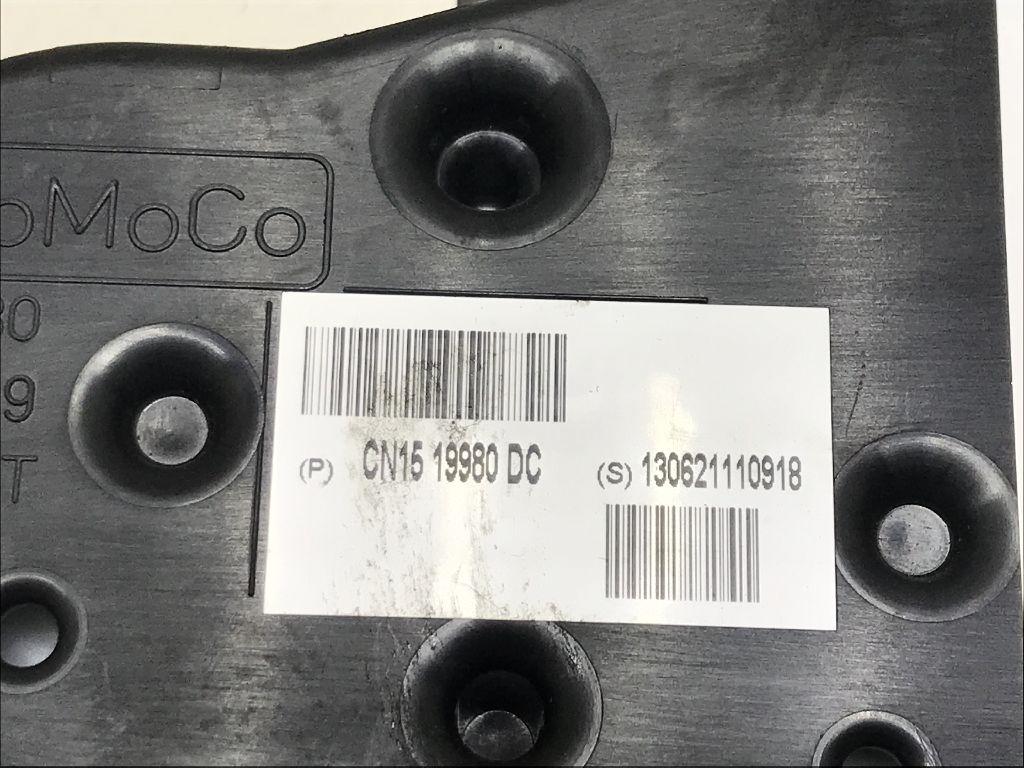 oMoCo
30
9
T
(P) CN15 19980 DC
(S) 130621110918